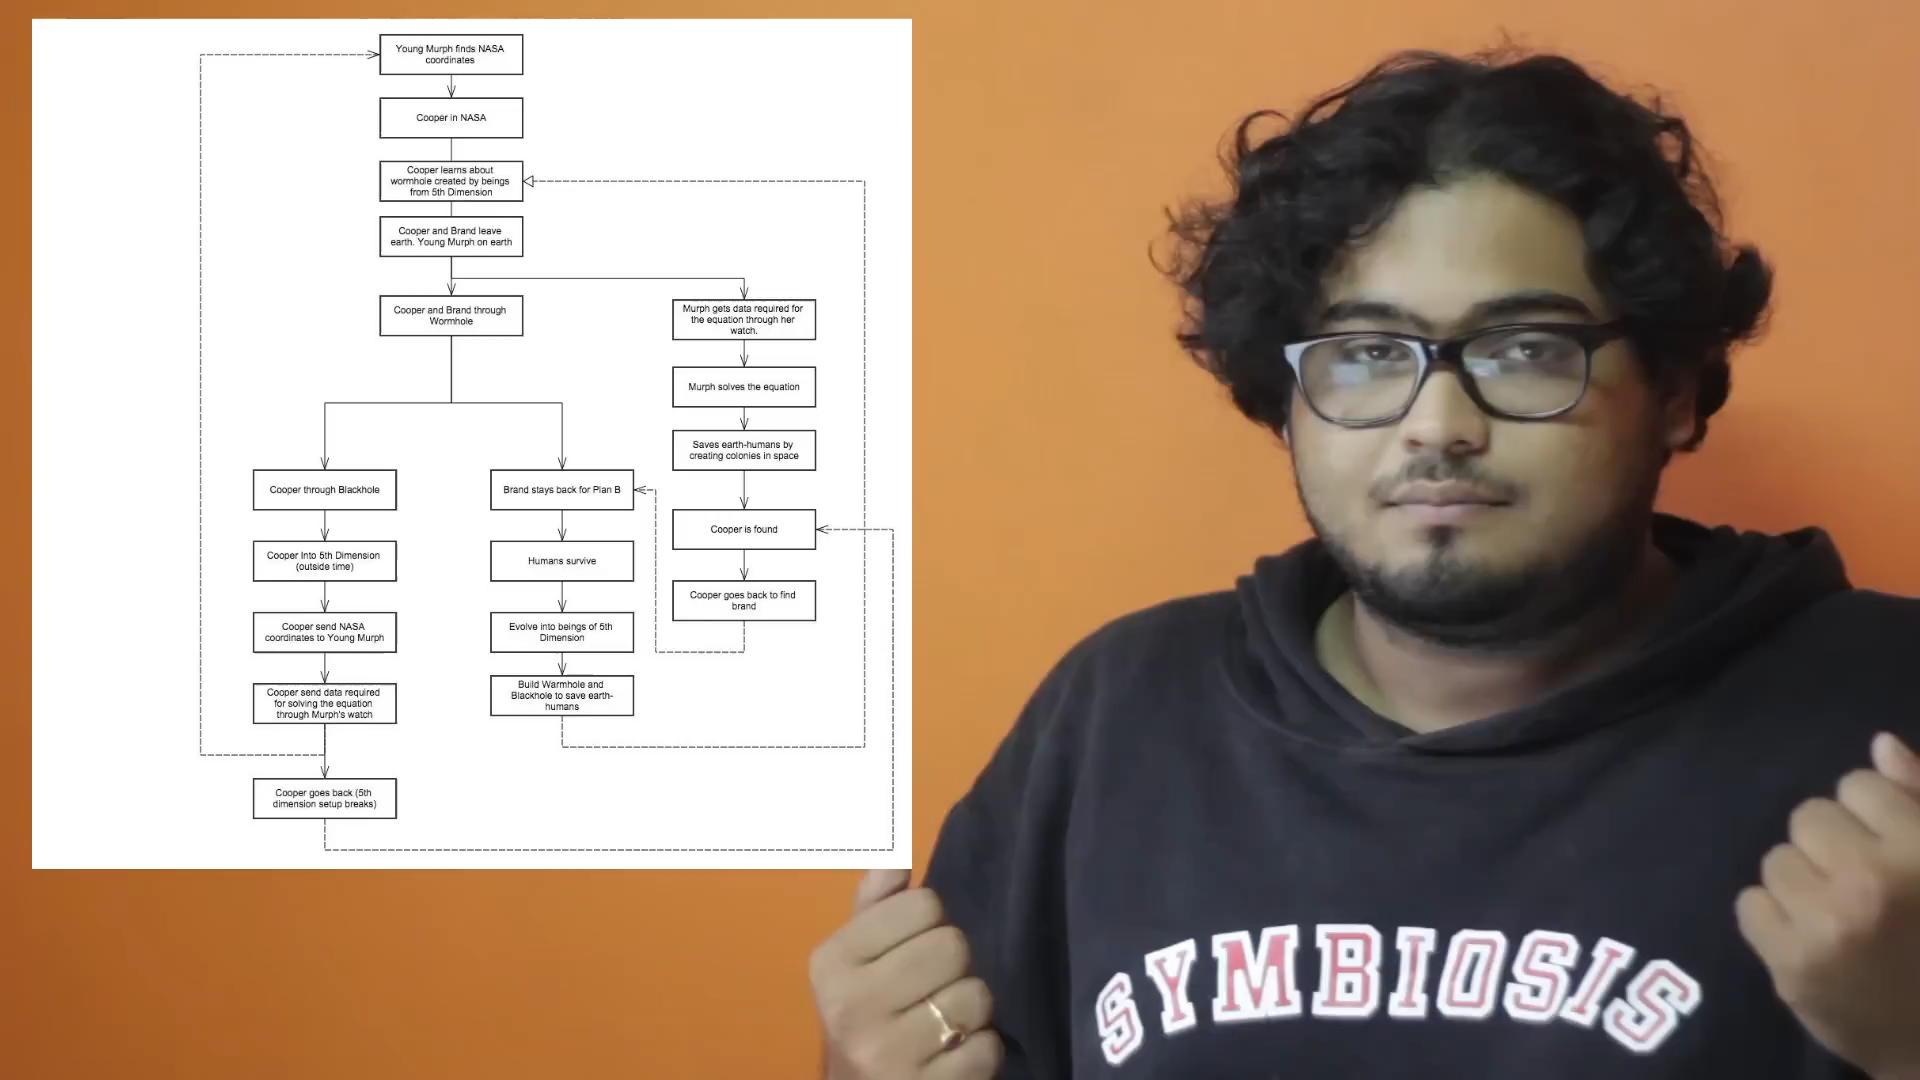 Young Murph finds NASA
coordinates
Cooper in NASA
Cooper learns about
wormhole created by beings
from 5th Dimension
Cooper and Brand leave
earth. Young Murph on earth
Cooper and Brand through
Wormhole
Murph gets data required for
the equation through her
watch.
Murph solves the equation
Saves earth-humans by
creating colonies in space
Cooper through Blackhole
Brand stays back for Plan B
Cooper is found
Cooper Into 5th Dimension
(outside time)
Humans survive
Cooper goes back to find
brand
Cooper send NASA
coordinates to Young Murph
Evolve into beings of 5th
Dimension
Cooper send data required
for solving the equation
through Murph's watch
Build Warmhole and
Blackhole to save earth-
humans
Cooper goes back (5th
dimension setup breaks)
SYMBIOSIS